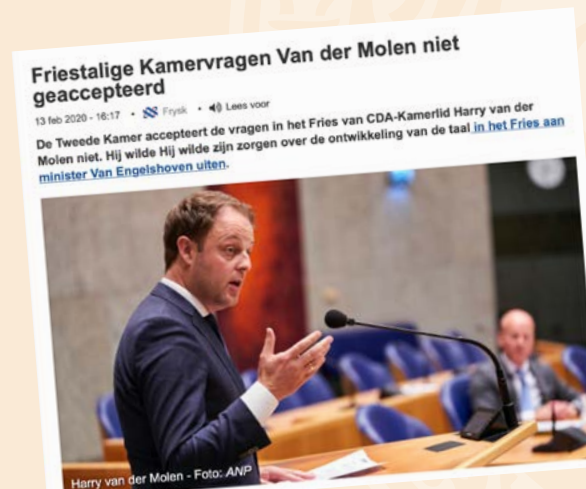 Friestalige Kamervragen Van der Molen niet
geaccepteerd
13 feb 2020 - 16:17 • Frysk • Lees voor
De Tweede Kamer accepteert de vragen in het Fries van CDA-Kamerlid Harry van der
Molen niet. Hij wilde Hij wilde zijn zorgen over de ontwikkeling van de taal in het Fries aan
minister Van Engelshoven uiten.
Harry van der Molen - Foto: ANP